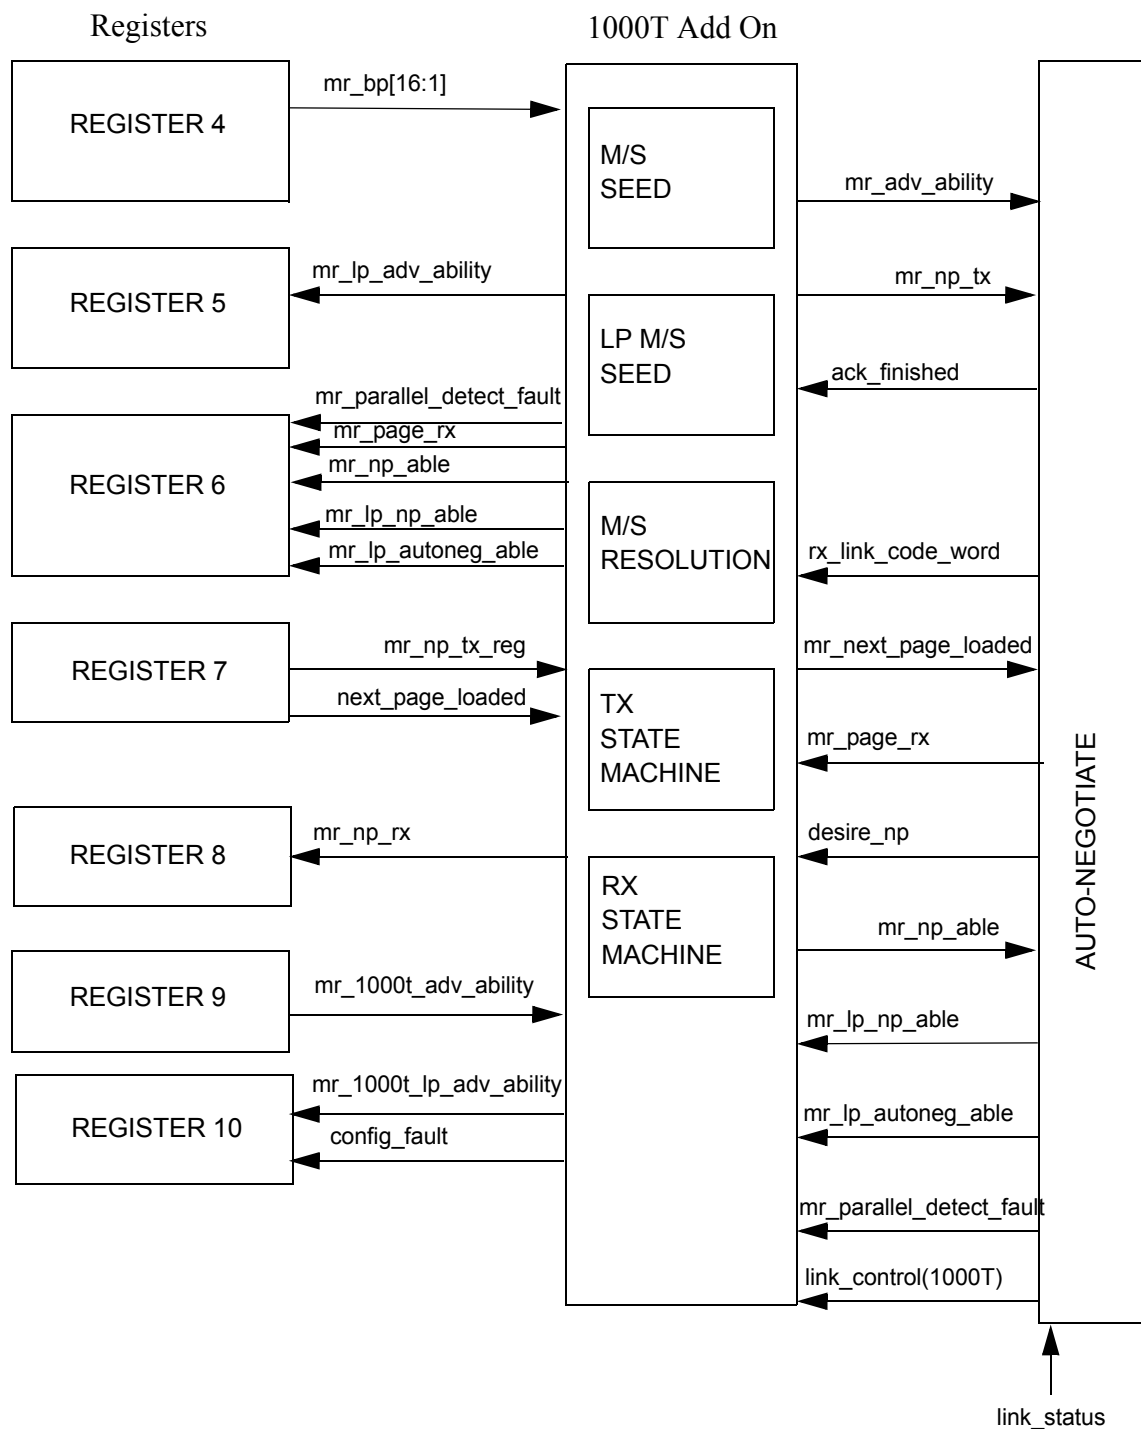 Registers
1000T Add On
REGISTER 4
mr_bp[16:1]
M/S
SEED
mr_adv_ability
REGISTER 5
mr_lp_adv_ability
mr_np_tx
LP M/S
SEED
ack_finished
REGISTER 6
mr_parallel_detect_fault
mr_page_rx
mr_np_able
mr_lp_np_able
mr_lp_autoneg_able
M/S
RESOLUTION
rx_link_code_word
REGISTER 7
mr_np_tx_reg
next_page_loaded
mr_next_page_loaded
TX
STATE
MACHINE
mr_page_rx
REGISTER 8
mr_np_rx
desire_np
RX
STATE
MACHINE
mr_np_able
REGISTER 9
mr_1000t_adv_ability
mr_lp_np_able
REGISTER 10
mr_1000t_lp_adv_ability
config_fault
mr_lp_autoneg_able
mr_parallel_detect_fault
link_control(1000T)
AUTO-NEGOTIATE
link_status